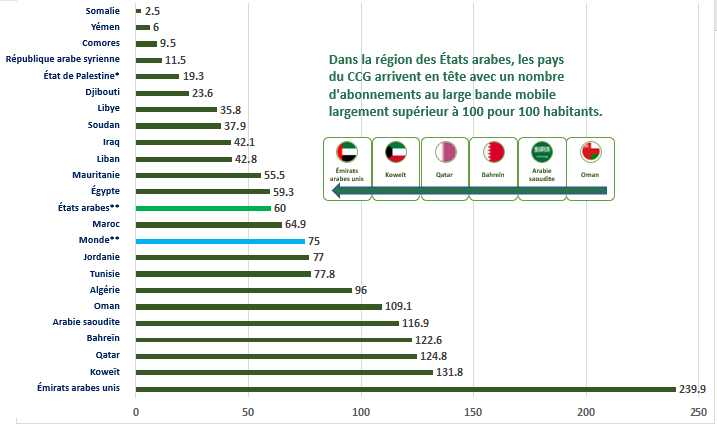 Somalie 2.5
Yémen 6
Comores 9.5
République arabe syrienne 11.5
État de Palestine* 19.3
Djibouti 23.6
Libye 35.8
Soudan 37.9
Iraq 42.1
Liban 42.8
Mauritanie 55.5
Égypte 59.3
États arabes** 60
Maroc 64.9
Monde** 75
Jordanie 77
Tunisie 77.8
Algérie 96
Oman 109.1
Arabie saoudite 116.9
Bahreïn 122.6
Qatar 124.8
Koweït 131.8
Émirats arabes unis 239.9
0 50 100 150 200 250
Dans la région des États arabes, les pays
du CCG arrivent en tête avec un nombre
d'abonnements au large bande mobile
largement supérieur à 100 pour 100 habitants.
Émirats
arabes unis
Koweït
Qatar
Bahreïn
Arabie
saoudite
Oman